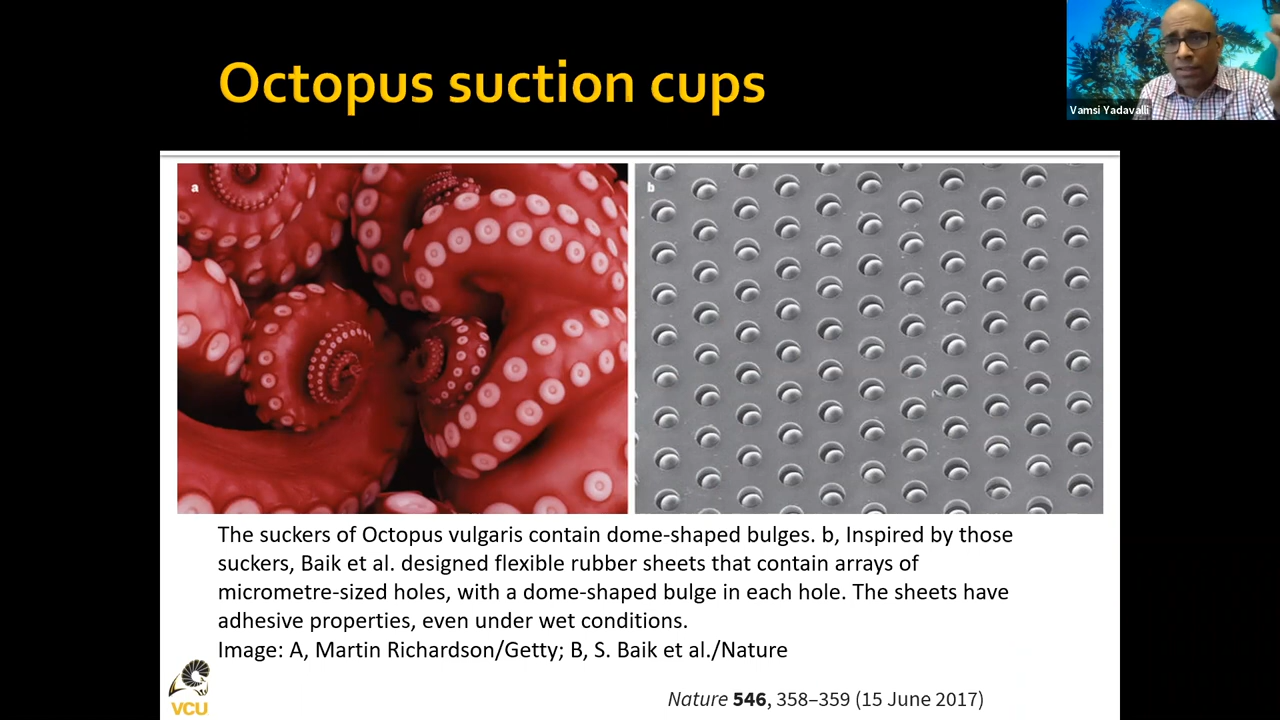 Octopus suction cups
Vamsi Yadavalli
a
b
The suckers of Octopus vulgaris contain dome-shaped bulges. b, Inspired by those
suckers, Baik et al. designed flexible rubber sheets that contain arrays of
micrometre-sized holes, with a dome-shaped bulge in each hole. The sheets have
adhesive properties, even under wet conditions.
Image: A, Martin Richardson/Getty; B, S. Baik et al./Nature
VCU
Nature 546, 358–359 (15 June 2017)